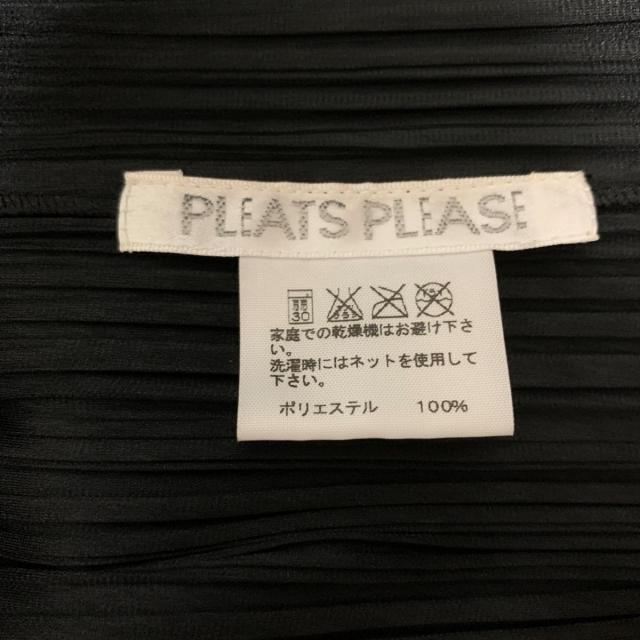 PLEATS PLEASE
30
家庭での乾燥機はお避け下さ
い。
洗濯時にはネットを使用して
下さい。
ポリエステル 100%